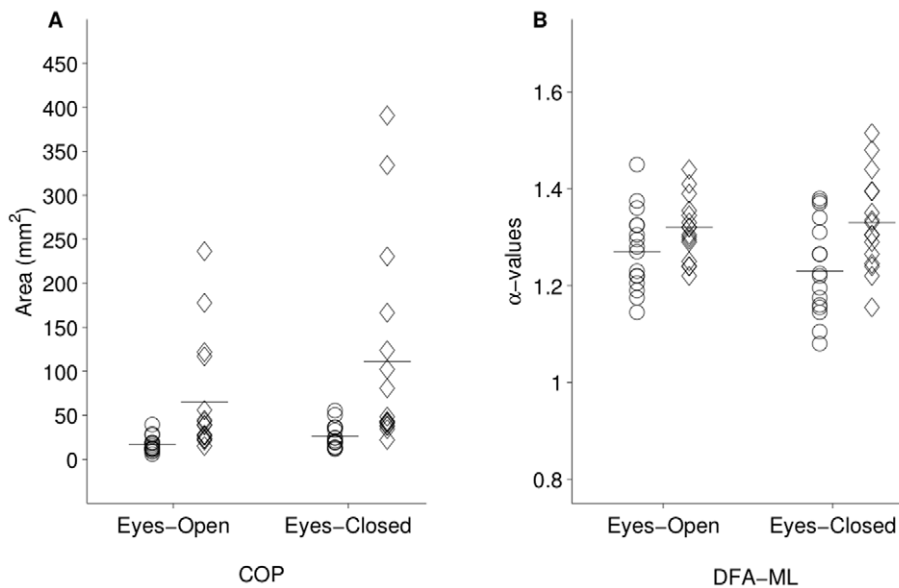 A
450
400
350
300
250
200
150
100
50
0
Area (mm²)
Eyes−Open Eyes−Closed
COP
B
1.6
1.4
1.2
1
0.8
α−values
Eyes−Open Eyes−Closed
DFA−ML